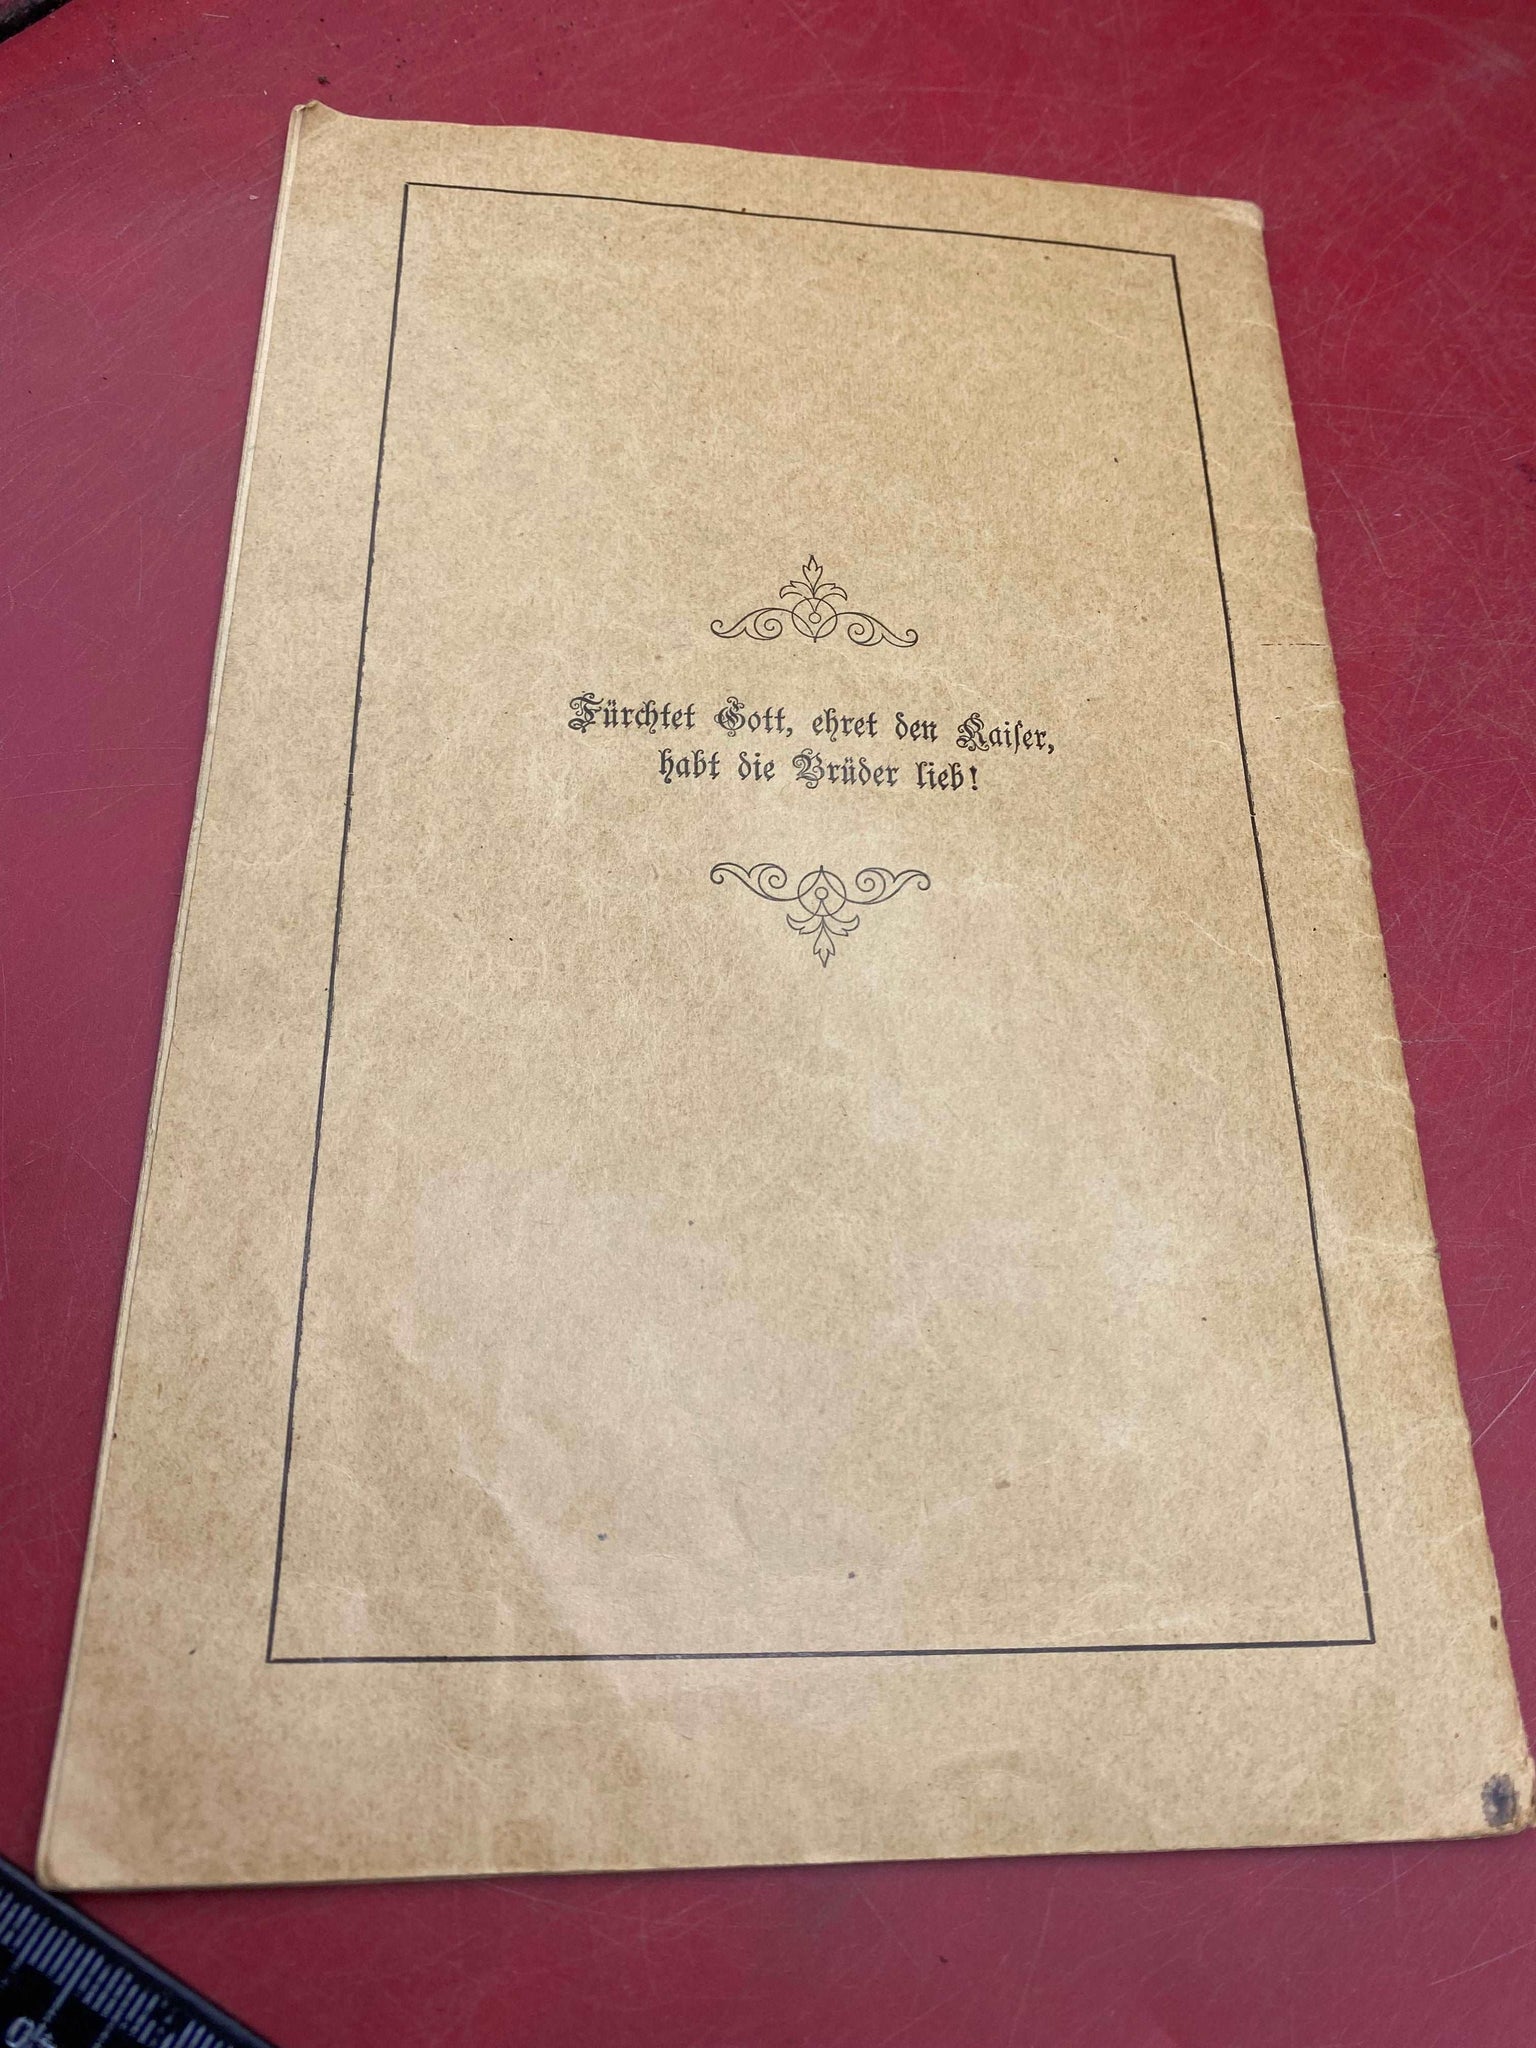 Fürchtet Gott, ehret den Kaiser,
habt die Brüder lieb!